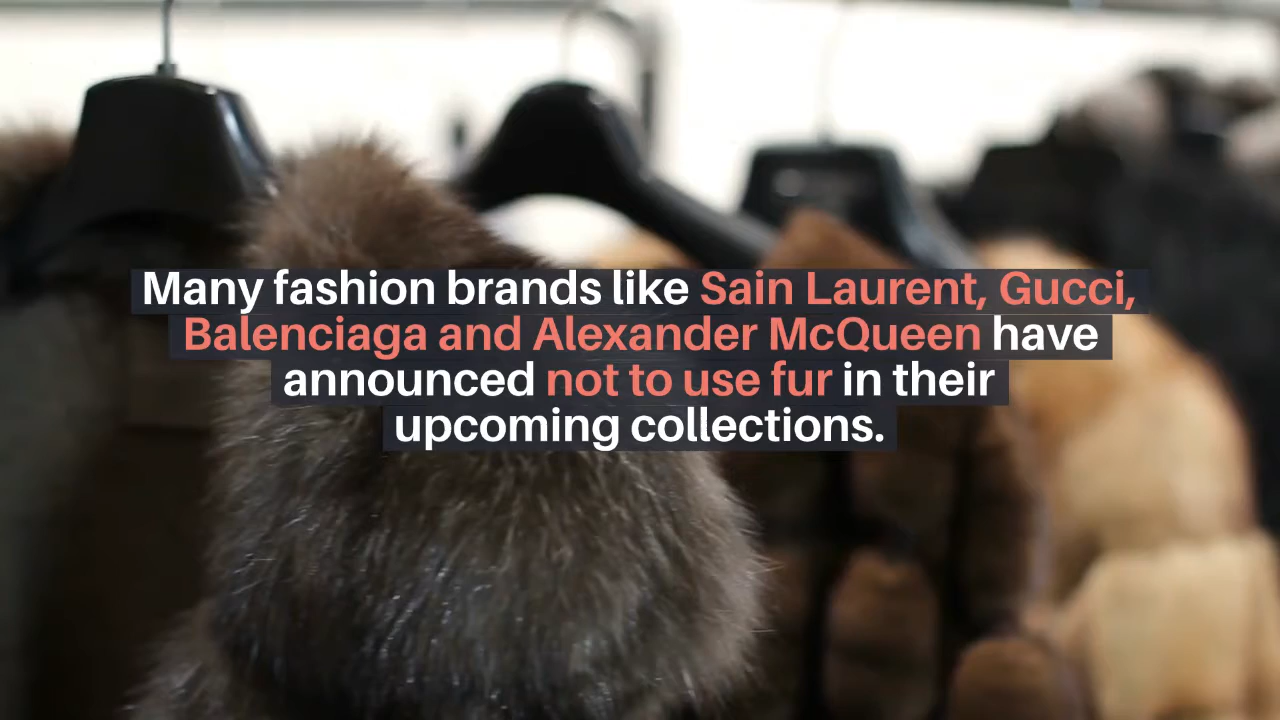 Many fashion brands like Sain Laurent, Gucci,
Balenciaga and Alexander McQueen have
announced not to use fur in their
upcoming collections.